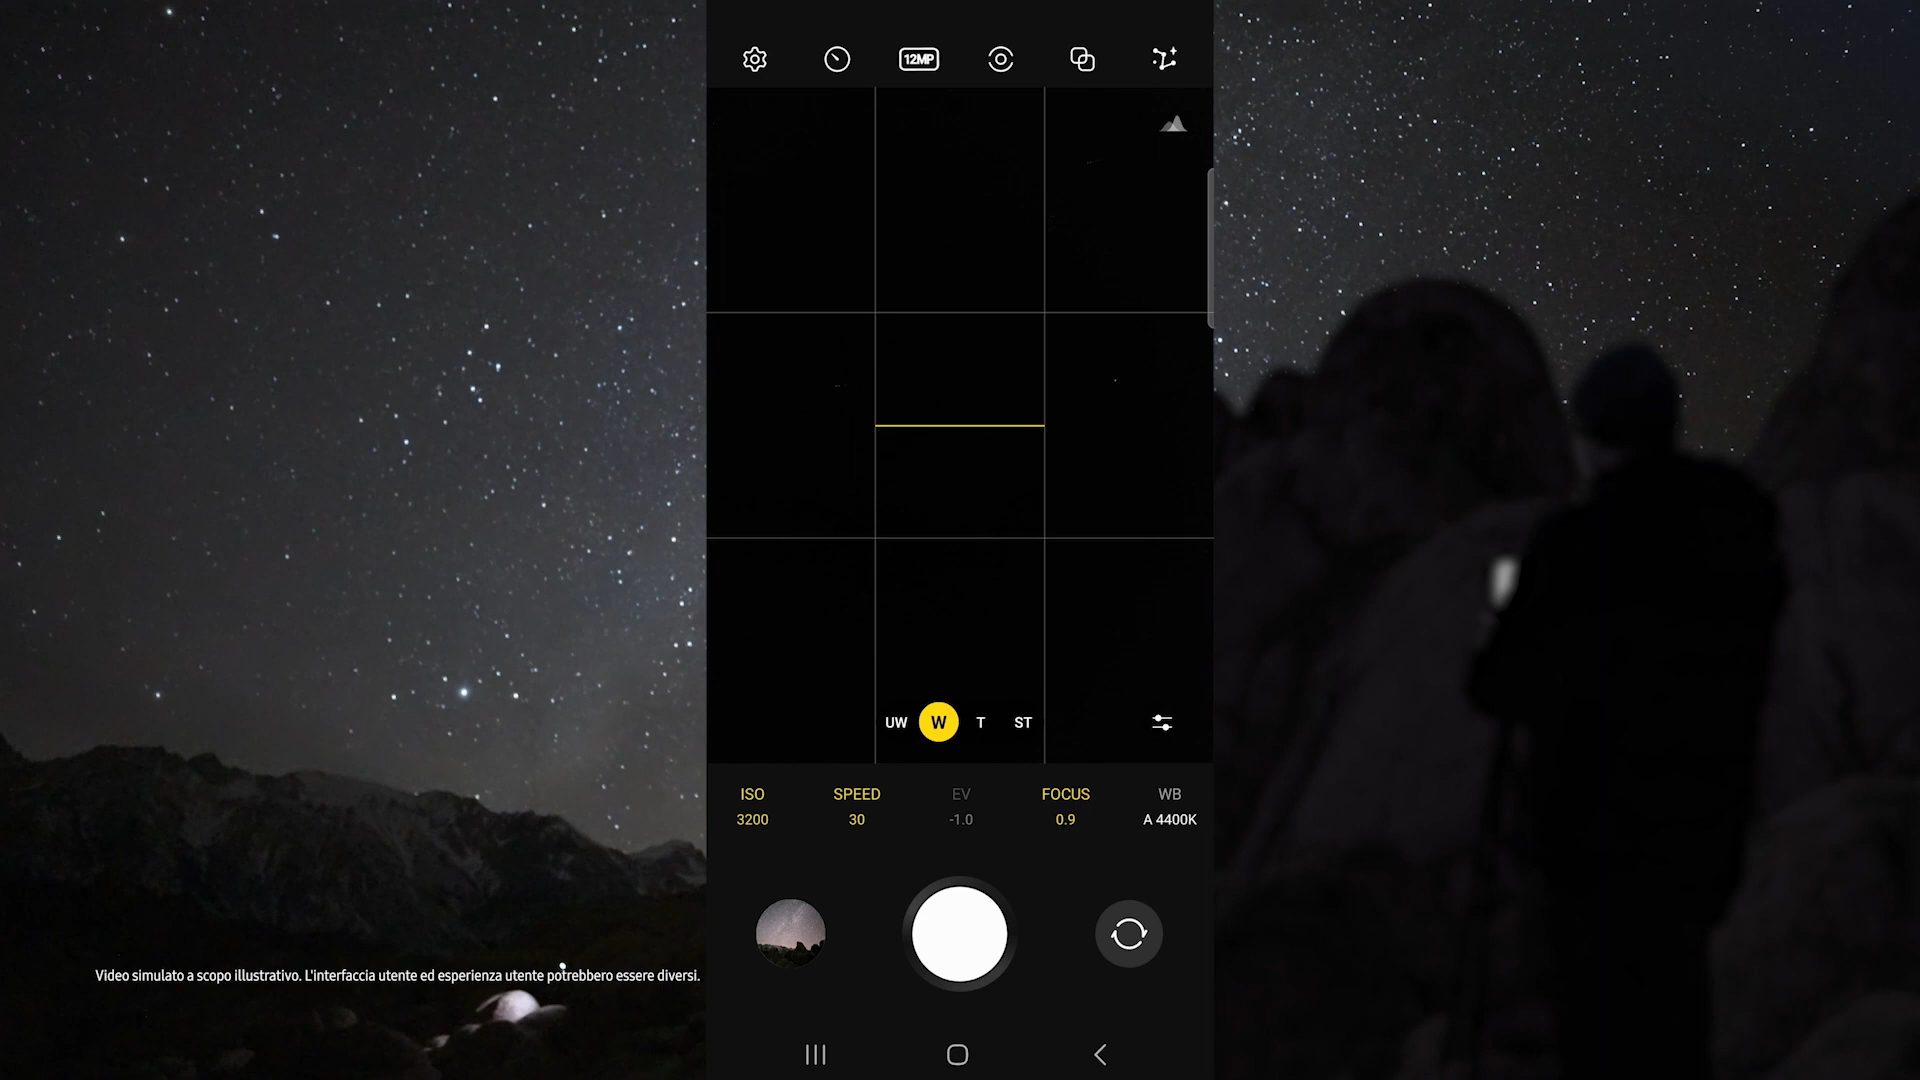 12MP
UW W T ST
ISO SPEED EV FOCUS WB
3200 30 -1.0 0.9 A 4400K
Video simulato a scopo illustrativo. L'interfaccia utente ed esperienza utente potrebbero essere diversi.